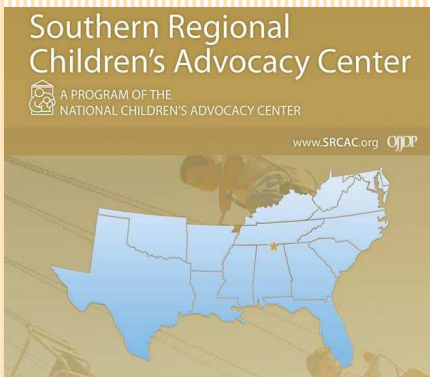 Southern Regional
Children's Advocacy Center
A PROGRAM OF THE
NATIONAL CHILDREN'S ADVOCACY CENTER
www.SRCAC.org OJJDP